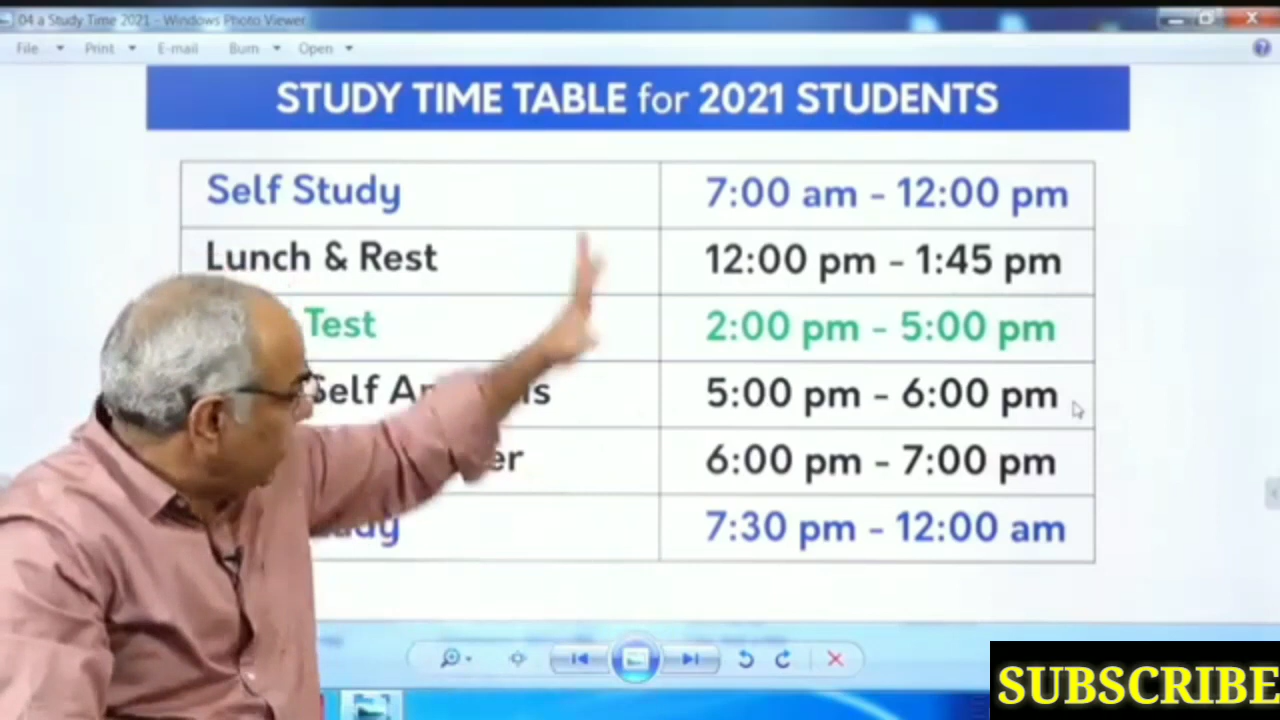 04 a Study Time 2021 - Windows Photo Viewer
File Print E-mail Burn Open
STUDY TIME TABLE for 2021 STUDENTS
Self Study 7:00 am - 12:00 pm
Lunch & Rest 12:00 pm - 1:45 pm
Test 2:00 pm - 5:00 pm
Self 5:00 pm - 6:00 pm
6:00 pm - 7:00 pm
7:30 pm - 12:00 am
SUBSCRIBE